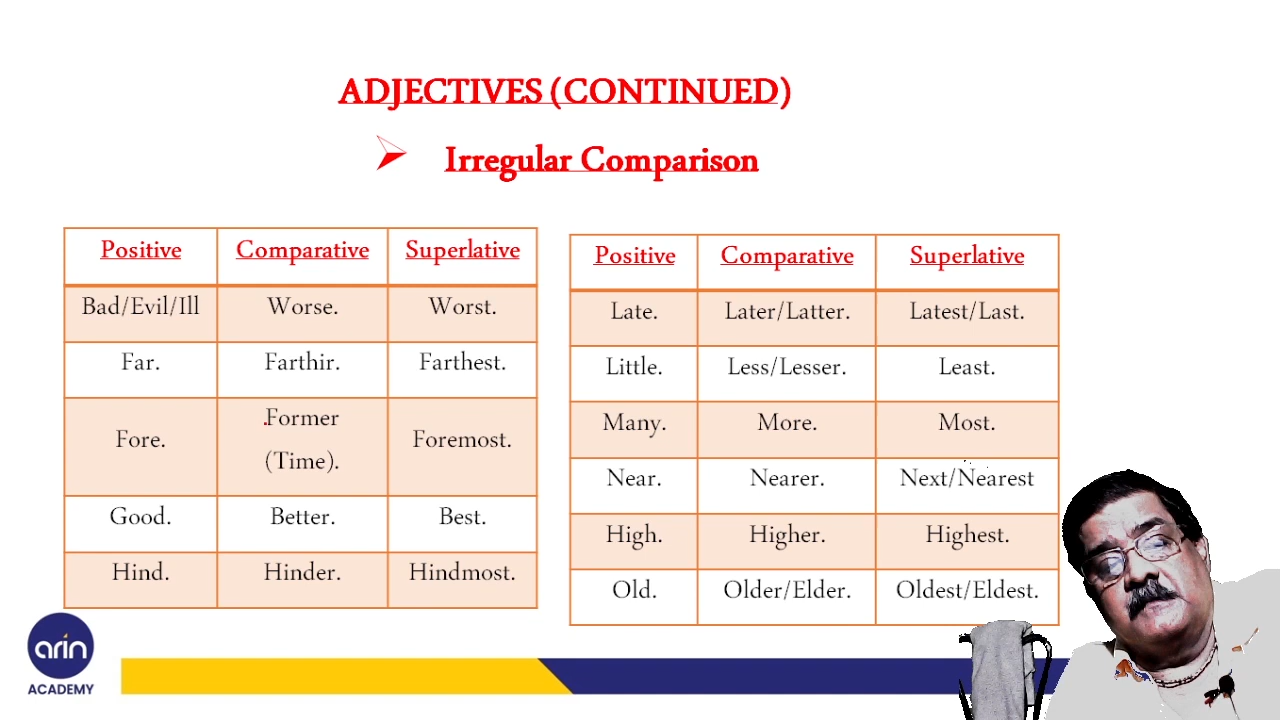 ADJECTIVES (CONTINUED)
Irregular Comparison
Positive Comparative Superlative
Bad/Evil/Ill Worse. Worst.
Far. Farthir. Farthest.
Fore. Former (Time). Foremost.
Good. Better. Best.
Hind. Hinder. Hindmost.
Positive Comparative Superlative
Late. Later/Latter. Latest/Last.
Little. Less/Lesser. Least.
Many. More. Most.
Near. Nearer. Next/Nearest
High. Higher. Highest.
Old. Older/Elder. Oldest/Eldest.
arin
ACADEMY